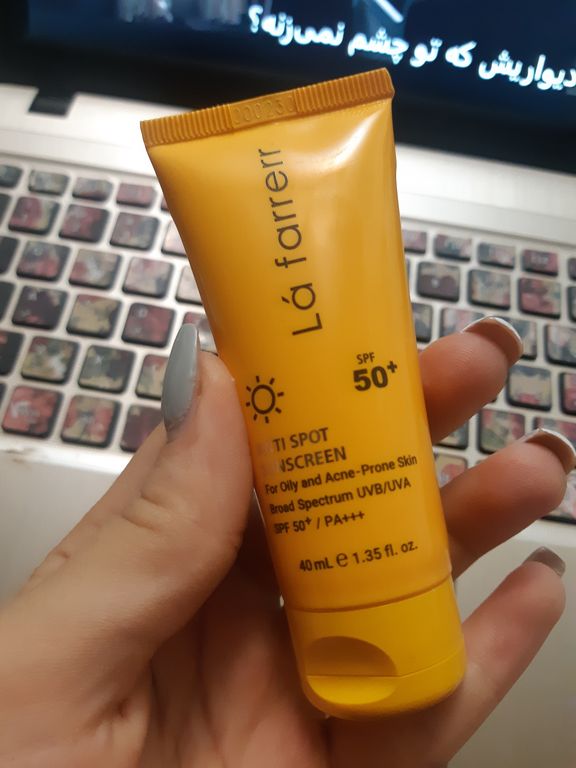 دیواریش که تو چشم نمی‌زنه؟
Lá farrerr
SPF
50+
TI SPOT
NSCREEN
For Oily and Acne-Prone Skin
Broad Spectrum UVB/UVA
SPF 50+ / PA+++
40 mL e 1.35 fl. oz.